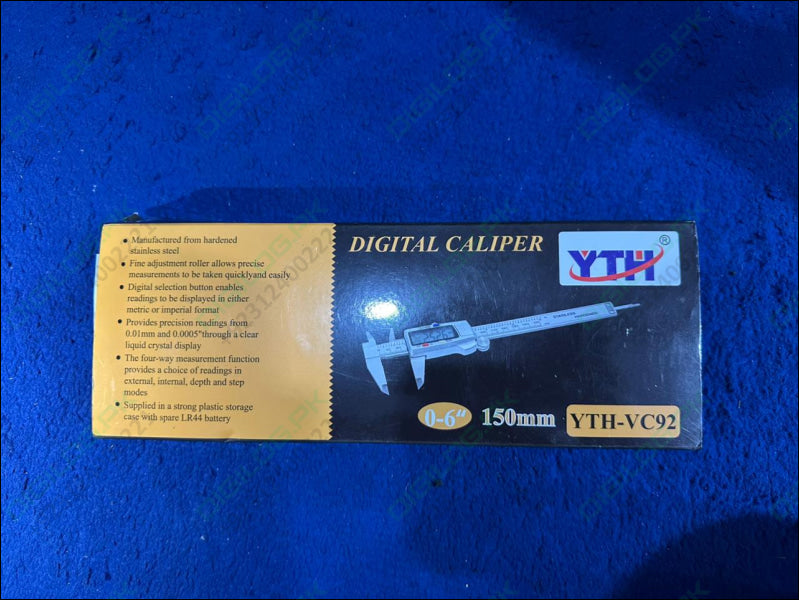 • Manufactured from hardened
stainless steel
• Fine adjustment roller allows precise
measurements to be taken quicklyand easily
• Digital selection button enables
readings to be displayed in either
metric or imperial format
• Provides precision readings from
0.01mm and 0.0005"through a clear
liquid crystal display
• The four-way measurement function
provides a choice of readings in
external, internal, depth and step
modes
• Supplied in a strong plastic storage
case with spare LR44 battery
DIGITAL CALIPER
YTH®
0-6“
150mm
YTH-VC92
DIGILOG.PK